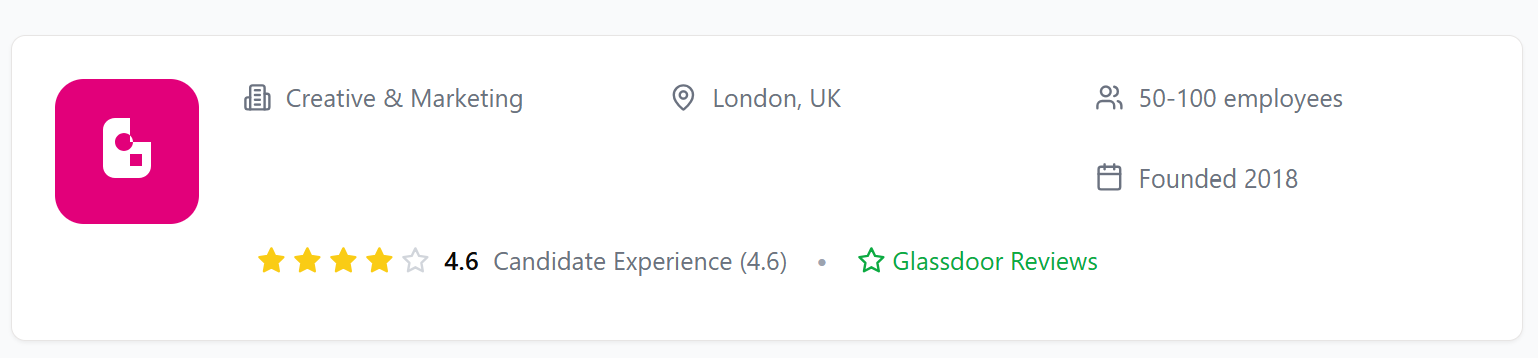 Creative & Marketing
London, UK
50-100 employees
Founded 2018
4.6 Candidate Experience (4.6) • Glassdoor Reviews